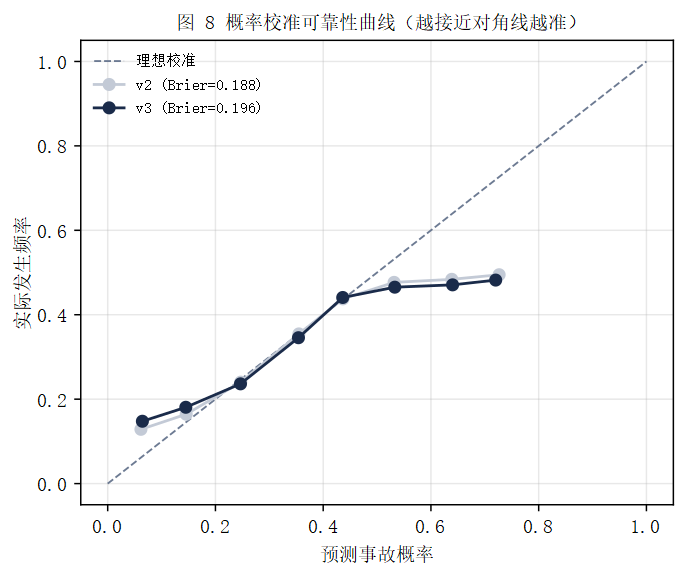 图 8 概率校准可靠性曲线（越接近对角线越准）
理想校准
v2 (Brier=0.188)
v3 (Brier=0.196)
实际发生频率
1.0
0.8
0.6
0.4
0.2
0.0
0.0 0.2 0.4 0.6 0.8 1.0
预测事故概率